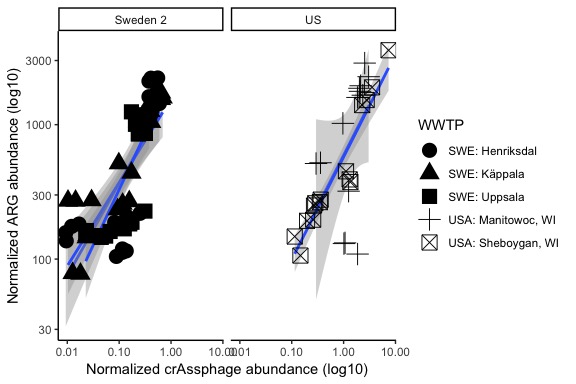 Sweden 2 US
Normalized ARG abundance (log10)
3000
1000
300
100
30
0.01 0.10 1.00 10.00 0.01 0.10 1.00 10.00
Normalized crAssphage abundance (log10)
WWTP
SWE: Henriksdal
SWE: Käppala
SWE: Uppsala
USA: Manitowoc, WI
USA: Sheboygan, WI